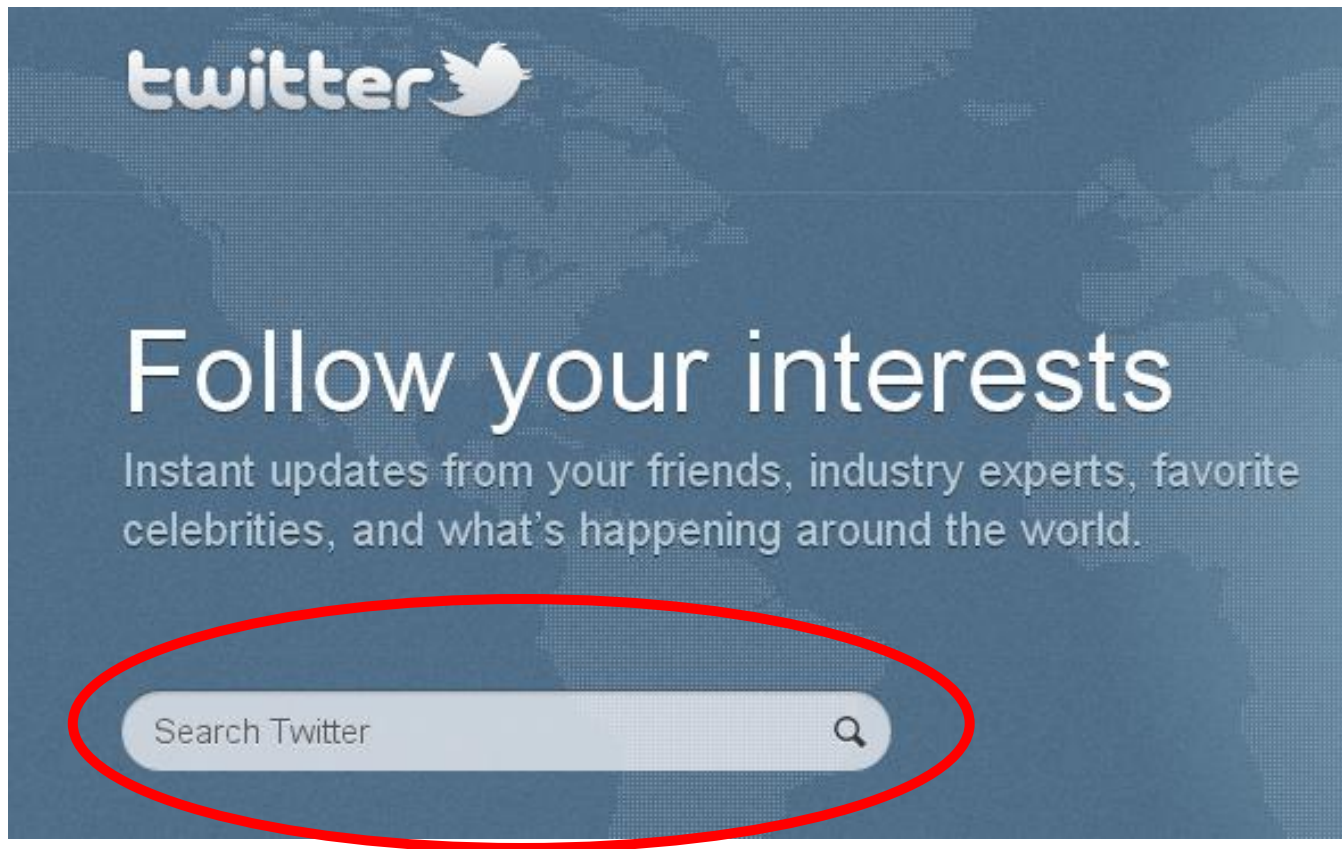 twitter
Follow your interests
Instant updates from your friends, industry experts, favorite
celebrities, and what’s happening around the world.
Search Twitter